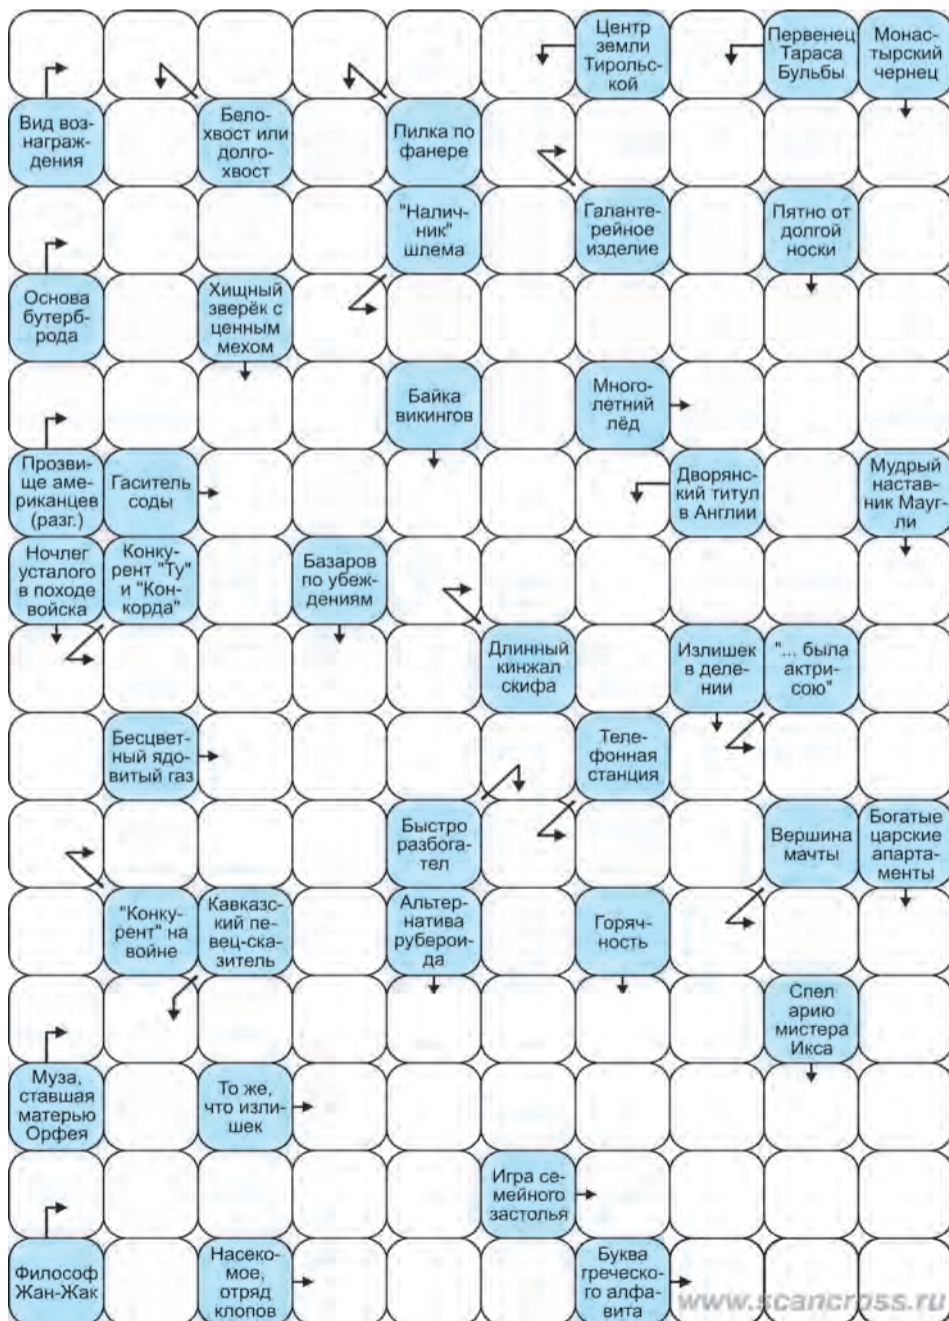 Центр
земли
Тирольс-
кой
Первенец
Тараса
Бульбы
Монас-
тырский
чернец
Вид воз-
награж-
дения
Бело-
хвост или
долго-
хвост
Пилка по
фанере
"Налич-
ник"
шлема
Галанте-
рейное
изделие
Пятно от
долгой
носки
Основа
бутерб-
рода
Хищный
зверёк с
ценным
мехом
Байка
викингов
Много-
летний
лёд
Прозви-
ще аме-
риканцев
(разг.)
Гаситель
соды
Дворянс-
кий титул
в Англии
Мудрый
настав-
ник Мауг-
ли
Ночлег
усталого
в походе
войска
Конку-
рент "Ту"
и "Кон-
корда"
Базаров
по убеж-
дениям
Длинный
кинжал
скифа
Излишек
в деле-
нии
"... была
актри-
сою"
Бесцвет-
ный ядо-
витый газ
Теле-
фонная
станция
Быстро
разбога-
тел
Вершина
мачты
Богатые
царские
апарта-
менты
"Конку-
рент" на
войне
Кавказс-
кий пе-
вец-ска-
зитель
Альтер-
натива
руберои-
да
Горяч-
ность
Спел
арию
мистера
Икса
Муза,
ставшая
матерью
Орфея
То же,
что изли-
шек
Игра се-
мейного
застолья
Философ
Жан-Жак
Насеко-
мое,
отряд
клопов
Буква
греческо-
го алфа-
вита
www.scancross.ru